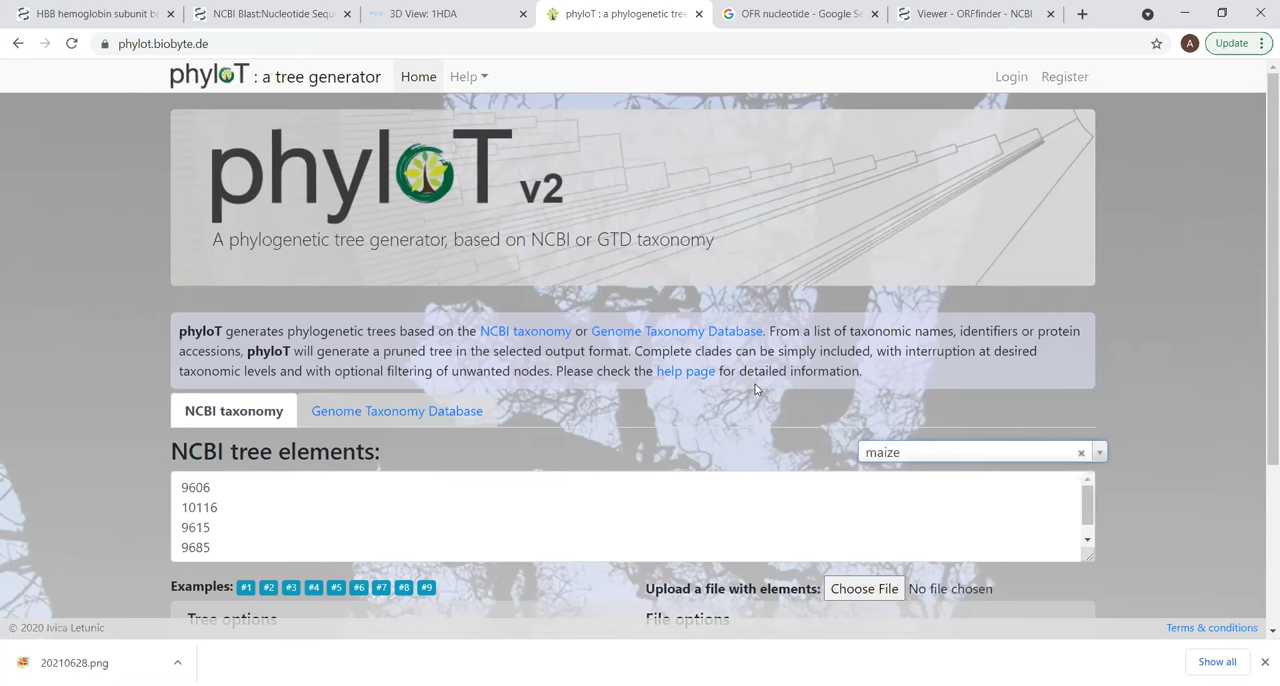 HBB hemoglobin subunit be
NCBI Blast:Nucleotide Sequ
3D View: 1HDA
phyloT : a phylogenetic tree
OFR nucleotide - Google Se
Viewer - ORFfinder - NCBI
phylot.biobyte.de
A
Update
phyloT : a tree generator
Home
Help
Login
Register
phyloT v2
A phylogenetic tree generator, based on NCBI or GTD taxonomy
phyloT generates phylogenetic trees based on the NCBI taxonomy or Genome Taxonomy Database. From a list of taxonomic names, identifiers or protein
accessions, phyloT will generate a pruned tree in the selected output format. Complete clades can be simply included, with interruption at desired
taxonomic levels and with optional filtering of unwanted nodes. Please check the help page for detailed information.
NCBI taxonomy
Genome Taxonomy Database
NCBI tree elements:
maize
9606
10116
9615
9685
Examples: #1 #2 #3 #4 #5 #6 #7 #8 #9
Upload a file with elements: Choose File No file chosen
Tree options
File options
© 2020 Ivica Letunic
Terms & conditions
20210628.png
Show all